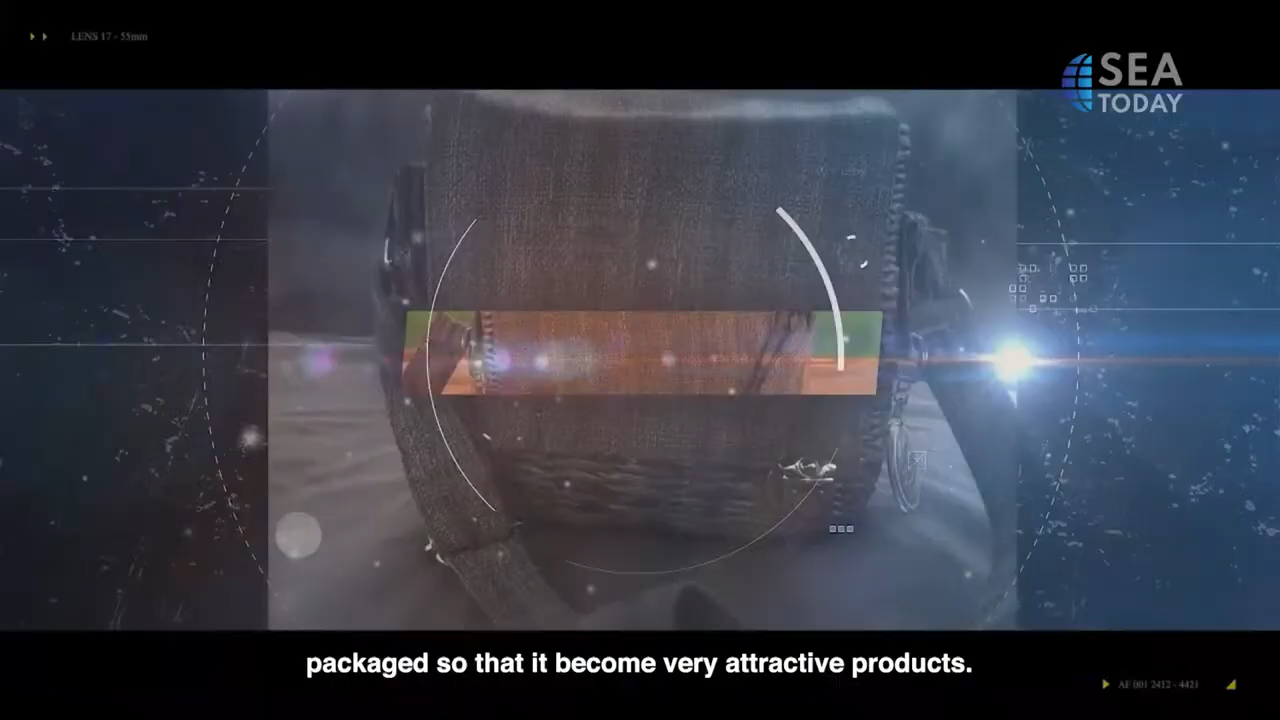 LENS 17 - 55mm
SEA
TODAY
packaged so that it become very attractive products.
AF 001 2412 - 4421